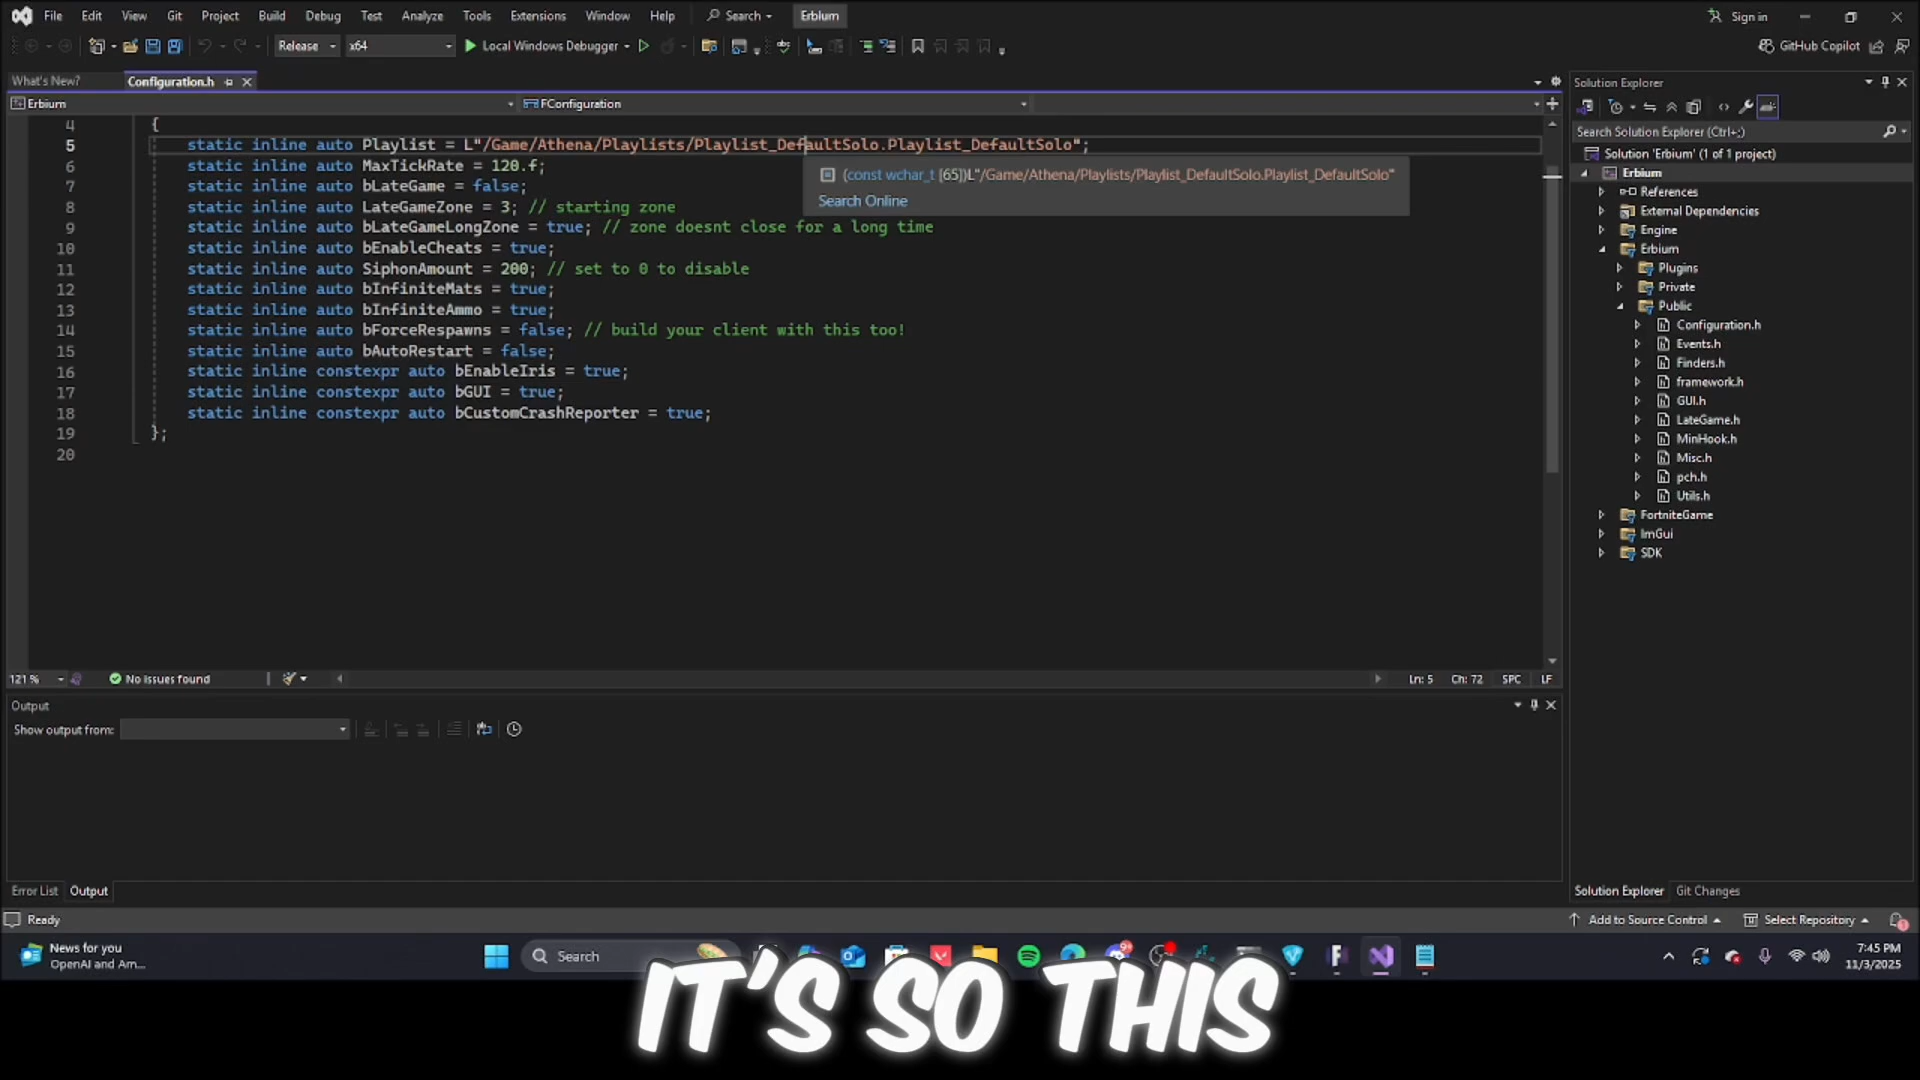 File Edit View Git Project Build Debug Test Analyze Tools Extensions Window Help Search Erbium Sign in
Release x64 Local Windows Debugger GitHub Copilot
What's New? Configuration.h
Erbium FConfiguration
4 {
5 static inline auto Playlist = L"/Game/Athena/Playlists/Playlist_DefaultSolo.Playlist_DefaultSolo";
6 static inline auto MaxTickRate = 120.f;
7 static inline auto bLateGame = false;
8 static inline auto LateGameZone = 3; // starting zone
9 static inline auto bLateGameLongZone = true; // zone doesnt close for a long time
10 static inline auto bEnableCheats = true;
11 static inline auto SiphonAmount = 200; // set to 0 to disable
12 static inline auto bInfiniteMats = true;
13 static inline auto bInfiniteAmmo = true;
14 static inline auto bForceRespawns = false; // build your client with this too!
15 static inline auto bAutoRestart = false;
16 static inline constexpr auto bEnableIris = true;
17 static inline constexpr auto bGUI = true;
18 static inline constexpr auto bCustomCrashReporter = true;
19 };
20
(const wchar_t [65])L"/Game/Athena/Playlists/Playlist_DefaultSolo.Playlist_DefaultSolo"
Search Online
121 % No issues found Ln: 5 Ch: 72 SPC LF
Output
Show output from:
Error List Output
Solution Explorer
Search Solution Explorer (Ctrl+;)
Solution 'Erbium' (1 of 1 project)
Erbium
References
External Dependencies
Engine
Erbium
Plugins
Private
Public
Configuration.h
Events.h
Finders.h
framework.h
GUI.h
LateGame.h
MinHook.h
Misc.h
pch.h
Utils.h
FortniteGame
ImGui
SDK
Solution Explorer Git Changes
Ready Add to Source Control Select Repository
News for you
OpenAI and Am...
Search
7:45 PM
11/3/2025
IT'S SO THIS